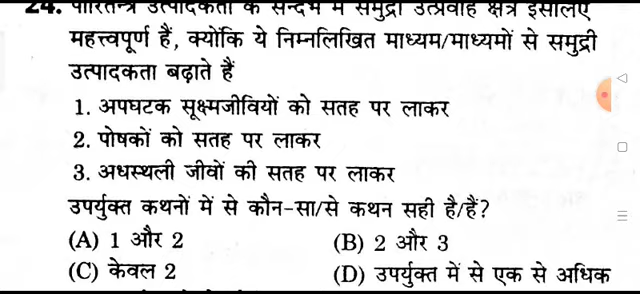 24. पारितन्त्र उत्पादकता के सन्दर्भ में समुद्री उत्प्रवाह क्षेत्र इसलिए
महत्त्वपूर्ण हैं, क्योंकि ये निम्नलिखित माध्यम/माध्यमों से समुद्री
उत्पादकता बढ़ाते हैं
1. अपघटक सूक्ष्मजीवियों को सतह पर लाकर
2. पोषकों को सतह पर लाकर
3. अधस्थली जीवों की सतह पर लाकर
उपर्युक्त कथनों में से कौन-सा/से कथन सही है/हैं?
(A) 1 और 2 (B) 2 और 3
(C) केवल 2 (D) उपर्युक्त में से एक से अधिक